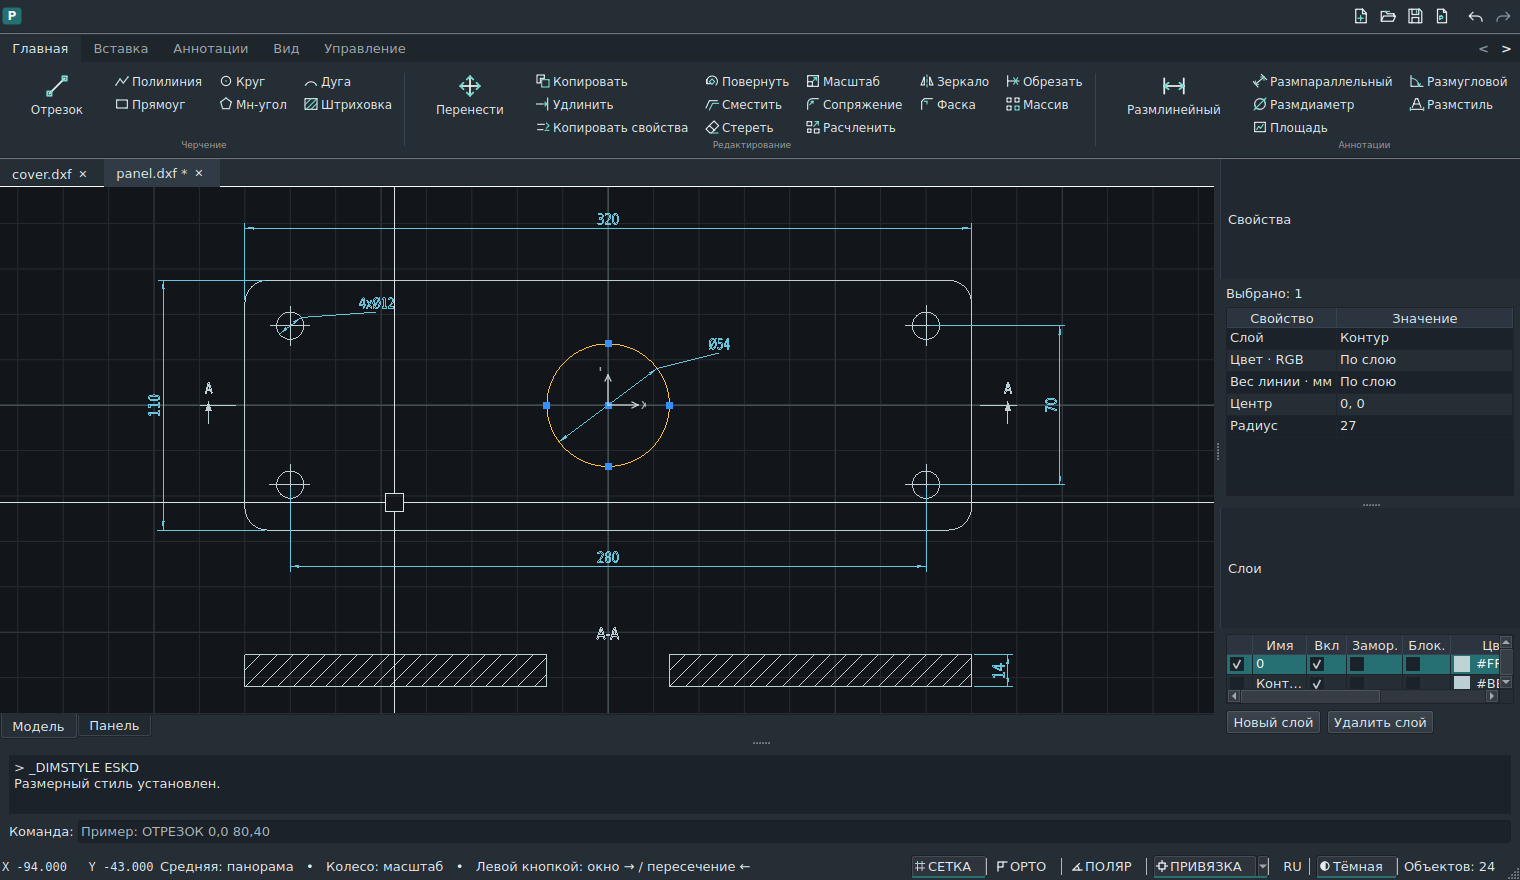 P
Главная Вставка Аннотации Вид Управление < >
Полилиния Круг Дуга Копировать Повернуть Масштаб Зеркало Обрезать Размпараллельный Размугловой
Отрезок Прямоуг Мн-угол Штриховка Перенести Удлинить Сместить Сопряжение Фаска Массив Размлинейный Размдиаметр Размстиль
Копировать свойства Стереть Расчленить Площадь
Черчение Редактирование Аннотации
cover.dxf × panel.dxf * ×
Свойства
320
Выбрано: 1
4xØ12
Свойство Значение
Слой Контур
Ø54
Цвет · RGB По слою
A A
Вес линии · мм По слою
110 X 70
Центр 0, 0
Радиус 27
280
Слои
A-A
Имя Вкл Замор. Блок. Цв
0 #FF
14
Конт... #BE
Новый слой Удалить слой
Модель Панель
> _DIMSTYLE ESKD
Размерный стиль установлен.
Команда: Пример: ОТРЕЗОК 0,0 80,40
X -94.000 Y -43.000 Средняя: панорама • Колесо: масштаб • Левой кнопкой: окно → / пересечение ← СЕТКА ОРТО ПОЛЯР ПРИВЯЗКА RU Тёмная Объектов: 24